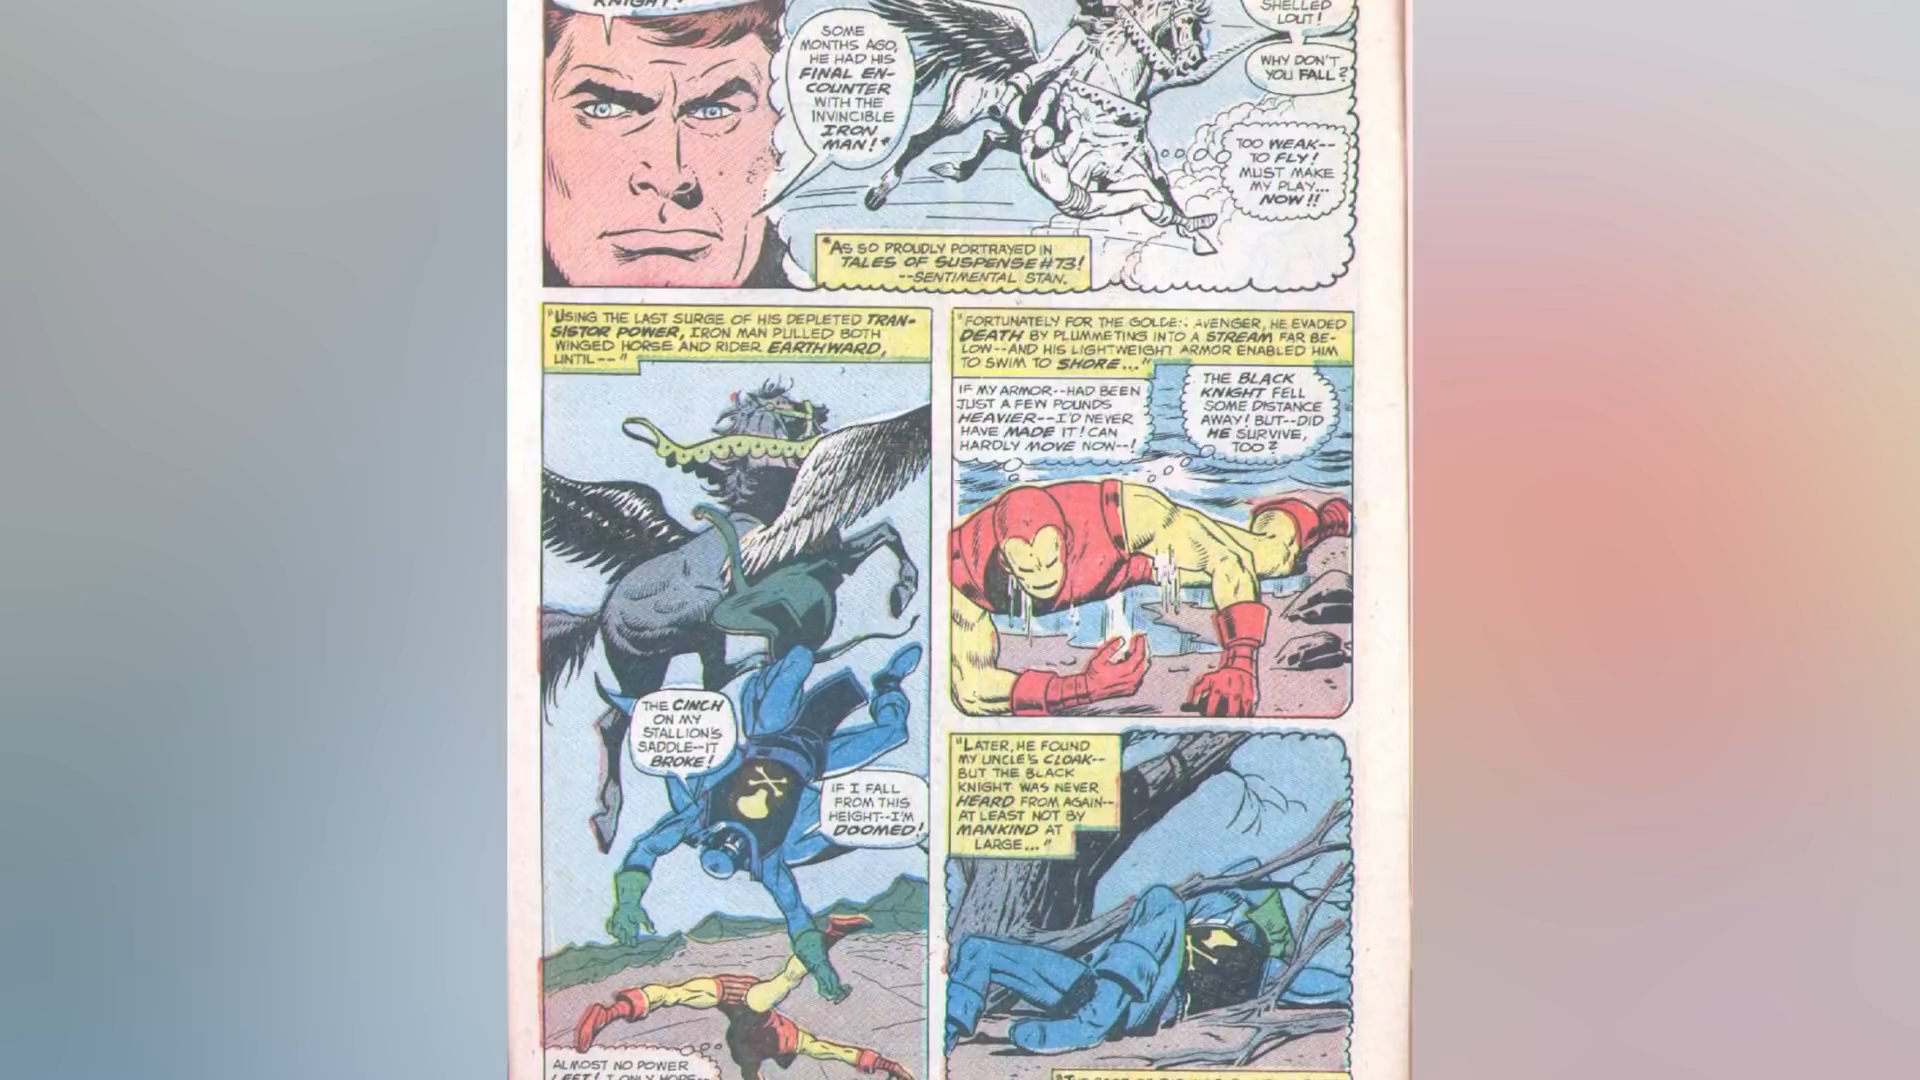 KNIGHT!
SOME
MONTHS AGO,
HE HAD HIS
FINAL EN-
COUNTER
WITH THE
INVINCIBLE
IRON
MAN!*
SHELLED
LOUT!
WHY DON'T
YOU FALL?
TOO WEAK--
TO FLY!
MUST MAKE
MY PLAY...
NOW!!
*AS SO PROUDLY PORTRAYED IN
TALES OF SUSPENSE #73!
--SENTIMENTAL STAN.
"USING THE LAST SURGE OF HIS DEPLETED TRAN-
SISTOR POWER, IRON MAN PULLED BOTH
WINGED HORSE AND RIDER EARTHWARD,
UNTIL--"
THE CINCH
ON MY
STALLION'S
SADDLE--IT
BROKE!
IF I FALL
FROM THIS
HEIGHT--I'M
DOOMED!
ALMOST NO POWER
LEFT! I ONLY HOPE--
"FORTUNATELY FOR THE GOLDEN AVENGER, HE EVADED
DEATH BY PLUMMETING INTO A STREAM FAR BE-
LOW--AND HIS LIGHTWEIGHT ARMOR ENABLED HIM
TO SWIM TO SHORE..."
IF MY ARMOR--HAD BEEN
JUST A FEW POUNDS
HEAVIER--I'D NEVER
HAVE MADE IT! CAN
HARDLY MOVE NOW--!
THE BLACK
KNIGHT FELL
SOME DISTANCE
AWAY! BUT--DID
HE SURVIVE,
TOO?
"LATER, HE FOUND
MY UNCLE'S CLOAK--
BUT THE BLACK
KNIGHT WAS NEVER
HEARD FROM AGAIN--
AT LEAST NOT BY
MANKIND AT
LARGE..."